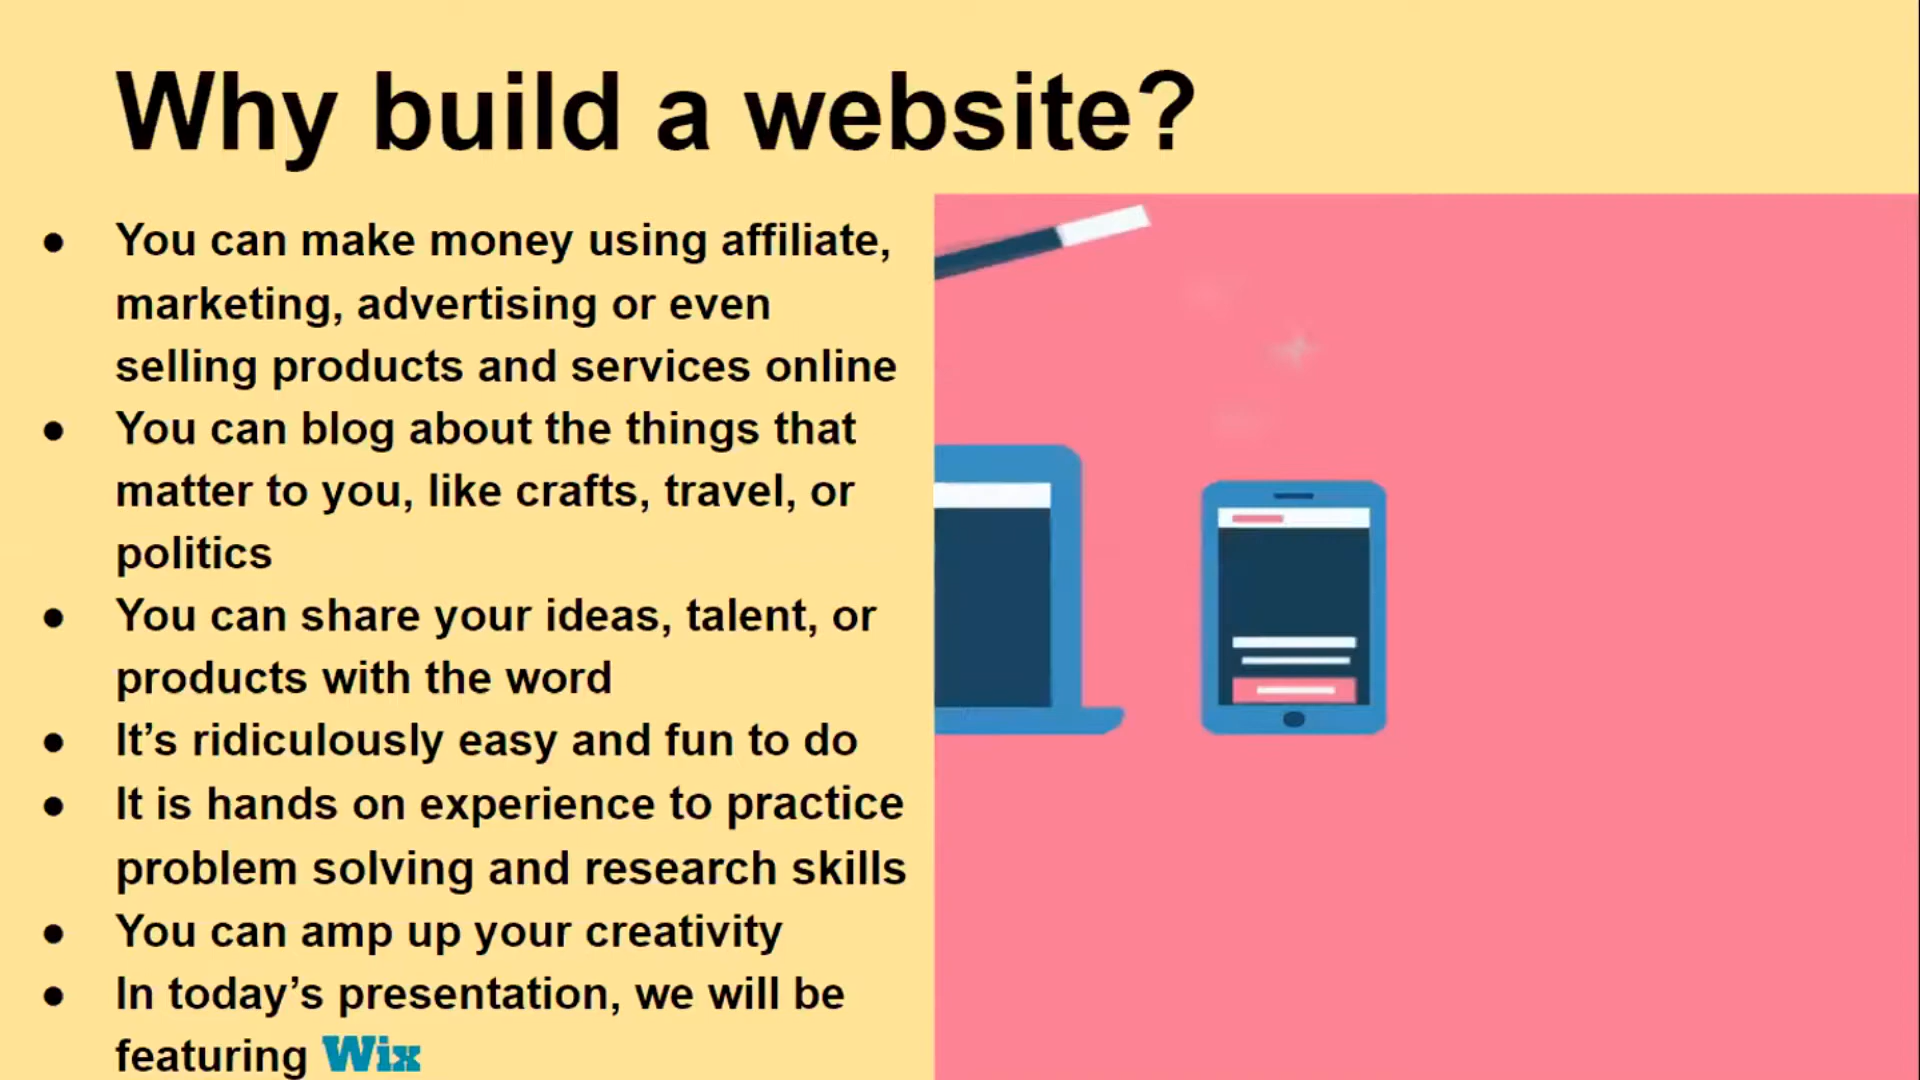 Why build a website?
● You can make money using affiliate,
marketing, advertising or even
selling products and services online
● You can blog about the things that
matter to you, like crafts, travel, or
politics
● You can share your ideas, talent, or
products with the word
● It’s ridiculously easy and fun to do
● It is hands on experience to practice
problem solving and research skills
● You can amp up your creativity
● In today’s presentation, we will be
featuring Wix